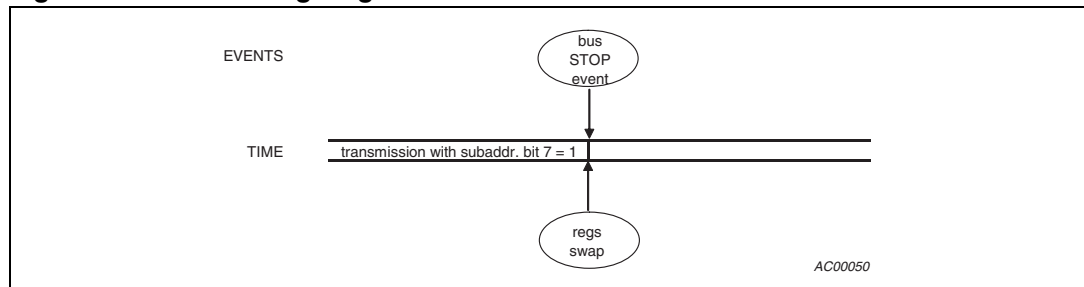 bus
STOP
event
EVENTS
TIME
transmission with subaddr. bit 7 = 1
regs
swap
AC00050